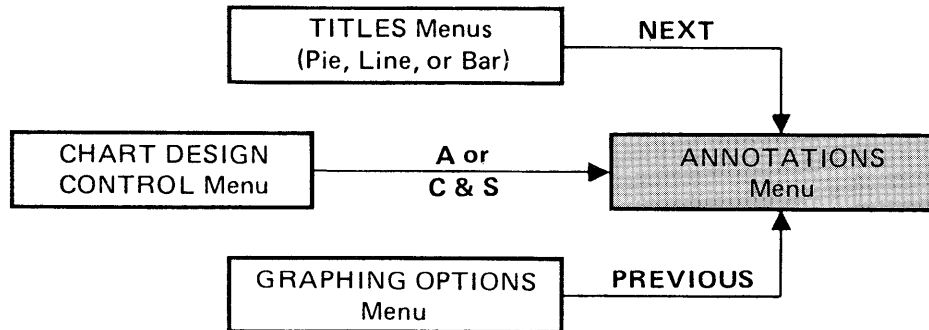 TITLES Menus
(Pie, Line, or Bar)
NEXT
CHART DESIGN
CONTROL Menu
A or
C & S
ANNOTATIONS
Menu
GRAPHING OPTIONS
Menu
PREVIOUS